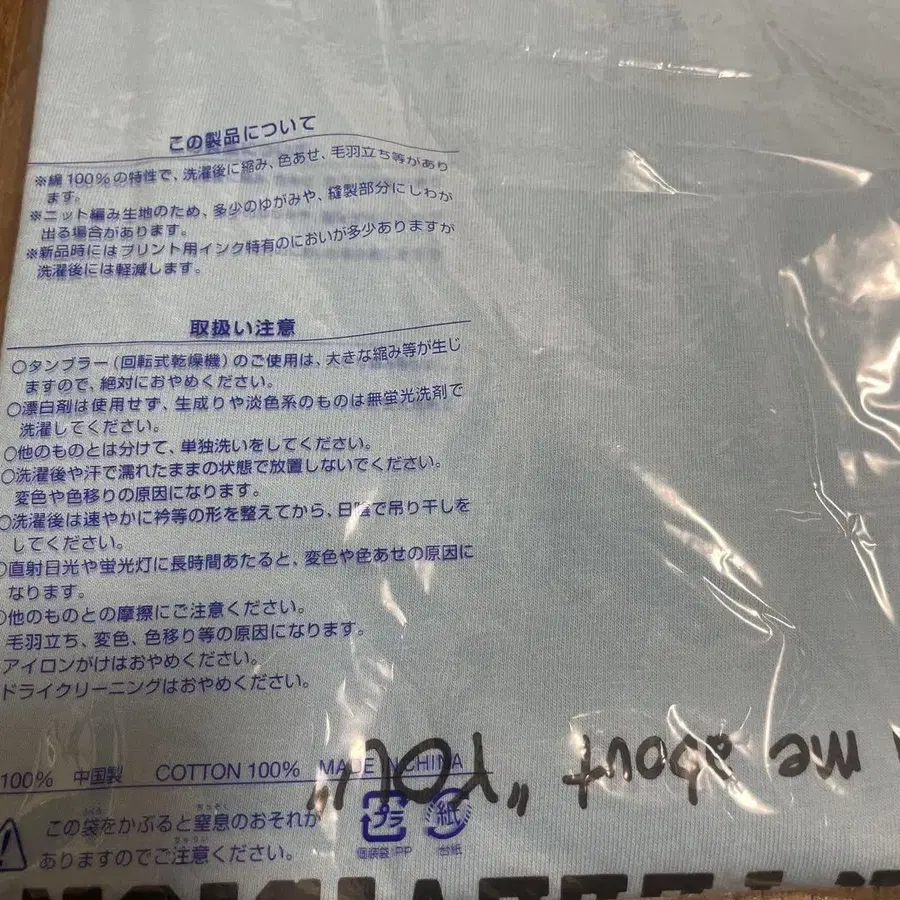 この製品について
※綿100%の特性で、洗濯後に縮み、色あせ、毛羽立ち等があり
ます。
※ニット編み生地のため、多少のゆがみや、縫製部分にしわが
出る場合があります。
※新品時にはプリント用インク特有のにおいが多少ありますが
洗濯後には軽減します。
取扱い注意
○タンブラー(回転式乾燥機)のご使用は、大きな縮み等が生じ
ますので、絶対におやめください。
○漂白剤は使用せず、生成りや淡色系のものは無蛍光洗剤で
洗濯してください。
○他のものとは分けて、単独洗いをしてください。
○洗濯後や汗で濡れたままの状態で放置しないでください。
変色や色移りの原因になります。
○洗濯後は速やかに衿等の形を整えてから、日陰で吊り干しを
してください。
○直射日光や蛍光灯に長時間あたると、変色や色あせの原因に
なります。
○他のものとの摩擦にご注意ください。
毛羽立ち、変色、色移り等の原因になります。
アイロンがけはおやめください。
ドライクリーニングはおやめください。
me about "YOU"
100% 中国製 COTTON 100% MADE IN CHINA
この袋をかぶると窒息のおそれが
ありますのでご注意ください。
プラ 紙
個装袋:PP 台紙